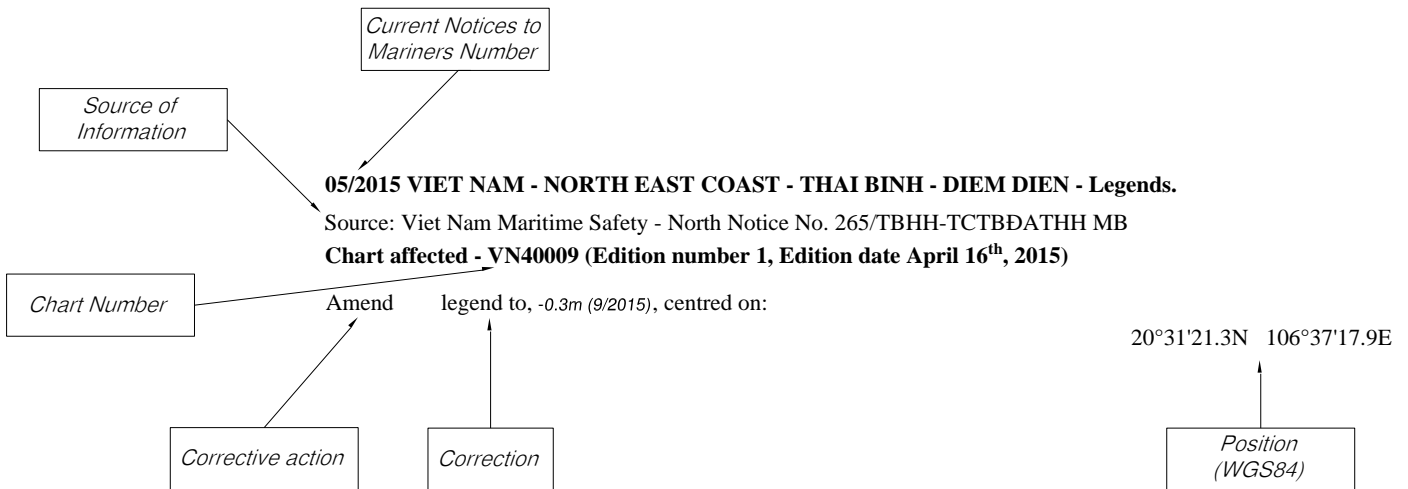 Current Notices to
Mariners Number
Source of
Information
05/2015 VIET NAM - NORTH EAST COAST - THAI BINH - DIEM DIEN - Legends.
Source: Viet Nam Maritime Safety - North Notice No. 265/TBHH-TCTBĐATHH MB
Chart affected - VN40009 (Edition number 1, Edition date April 16th, 2015)
Chart Number
Amend legend to, -0.3m (9/2015), centred on:
20°31'21.3N 106°37'17.9E
Corrective action
Correction
Position
(WGS84)